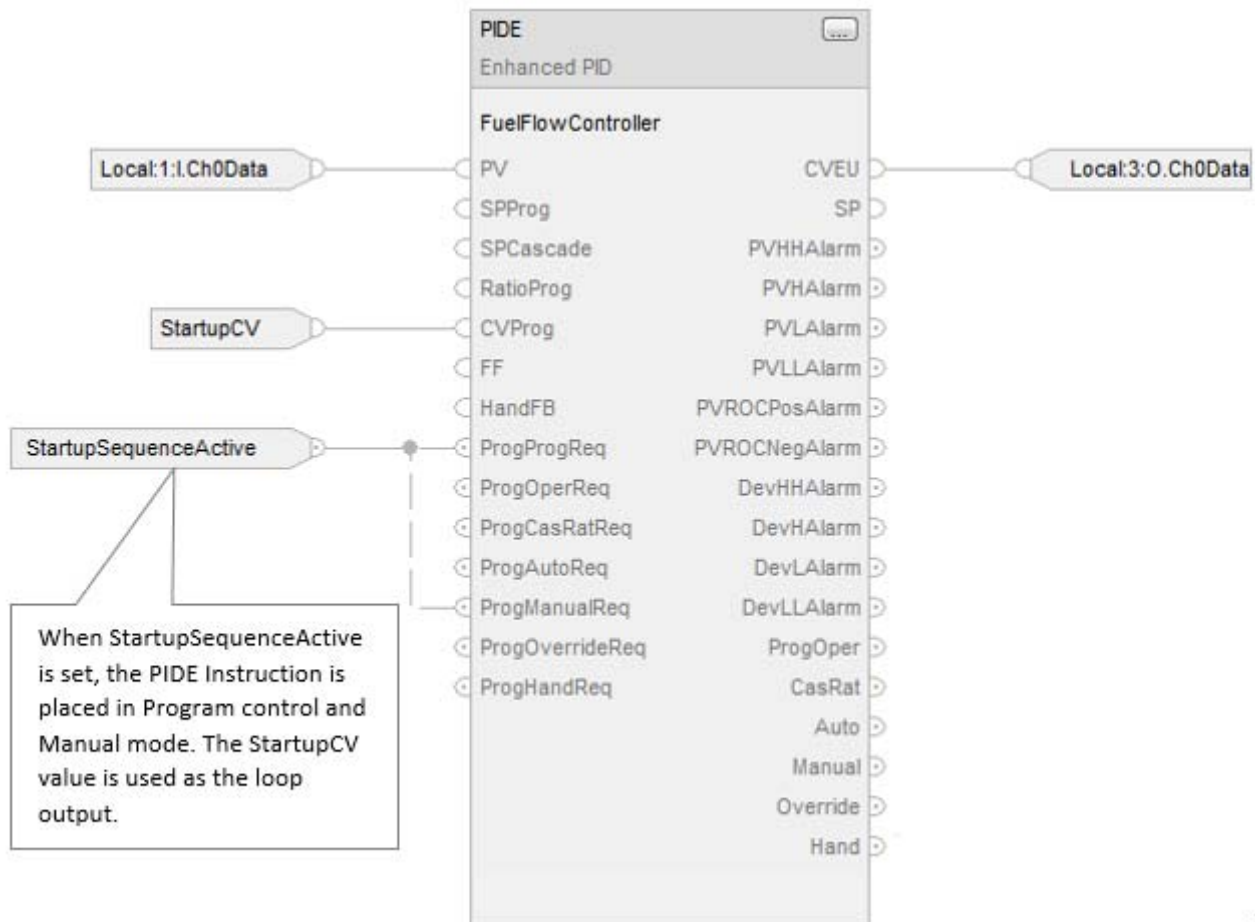 PIDE
...
Enhanced PID
FuelFlowController
Local:1:I.Ch0Data
PV
CVEU
Local:3:O.Ch0Data
SPProg
SP
SPCascade
PVHHAlarm
RatioProg
PVHAlarm
StartupCV
CVProg
PVLAlarm
FF
PVLLAlarm
HandFB
PVROCPosAlarm
StartupSequenceActive
ProgProgReq
PVROCNegAlarm
ProgOperReq
DevHHAlarm
ProgCasRatReq
DevHAlarm
ProgAutoReq
DevLAlarm
ProgManualReq
DevLLAlarm
ProgOverrideReq
ProgOper
ProgHandReq
CasRat
Auto
Manual
Override
Hand
When StartupSequenceActive
is set, the PIDE Instruction is
placed in Program control and
Manual mode. The StartupCV
value is used as the loop
output.